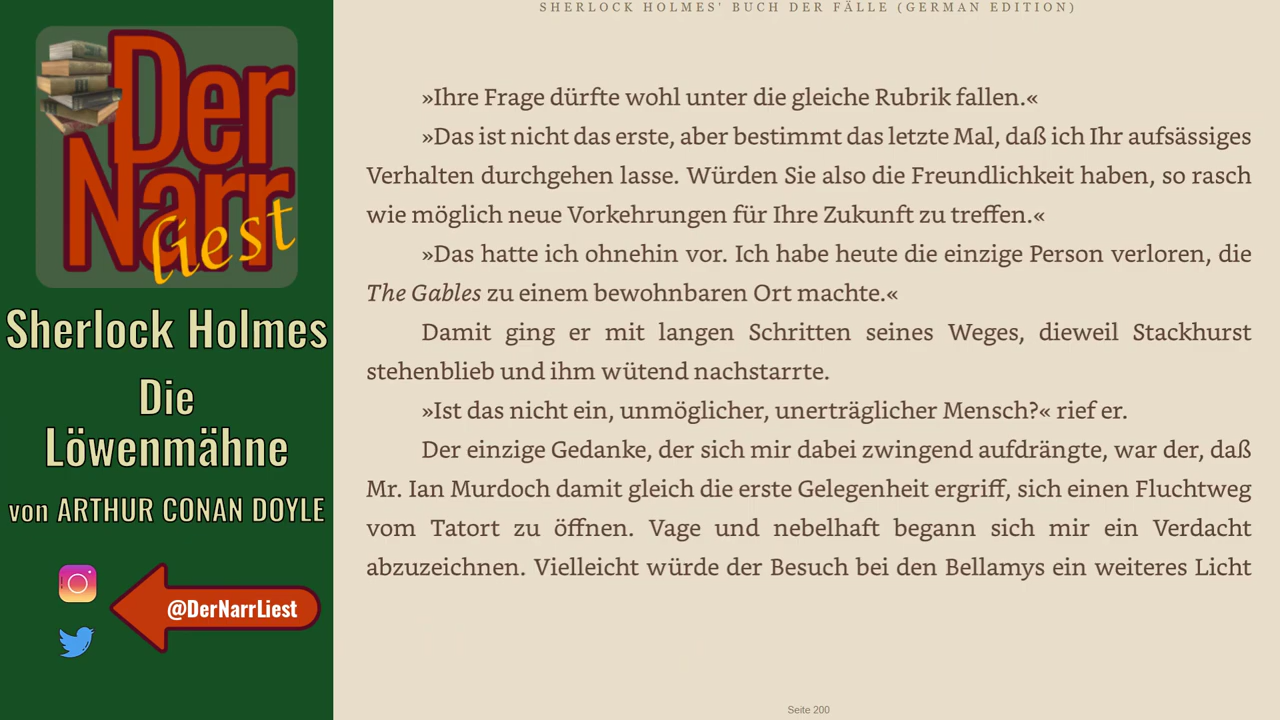 Der
Narr
liest
Sherlock Holmes
Die
Löwenmähne
von ARTHUR CONAN DOYLE
@DerNarrLiest
SHERLOCK HOLMES' BUCH DER FÄLLE (GERMAN EDITION)
»Ihre Frage dürfte wohl unter die gleiche Rubrik fallen.«
»Das ist nicht das erste, aber bestimmt das letzte Mal, daß ich Ihr aufsässiges
Verhalten durchgehen lasse. Würden Sie also die Freundlichkeit haben, so rasch
wie möglich neue Vorkehrungen für Ihre Zukunft zu treffen.«
»Das hatte ich ohnehin vor. Ich habe heute die einzige Person verloren, die
The Gables zu einem bewohnbaren Ort machte.«
Damit ging er mit langen Schritten seines Weges, dieweil Stackhurst
stehenblieb und ihm wütend nachstarrte.
»Ist das nicht ein, unmöglicher, unerträglicher Mensch?« rief er.
Der einzige Gedanke, der sich mir dabei zwingend aufdrängte, war der, daß
Mr. Ian Murdoch damit gleich die erste Gelegenheit ergriff, sich einen Fluchtweg
vom Tatort zu öffnen. Vage und nebelhaft begann sich mir ein Verdacht
abzuzeichnen. Vielleicht würde der Besuch bei den Bellamys ein weiteres Licht
Seite 200